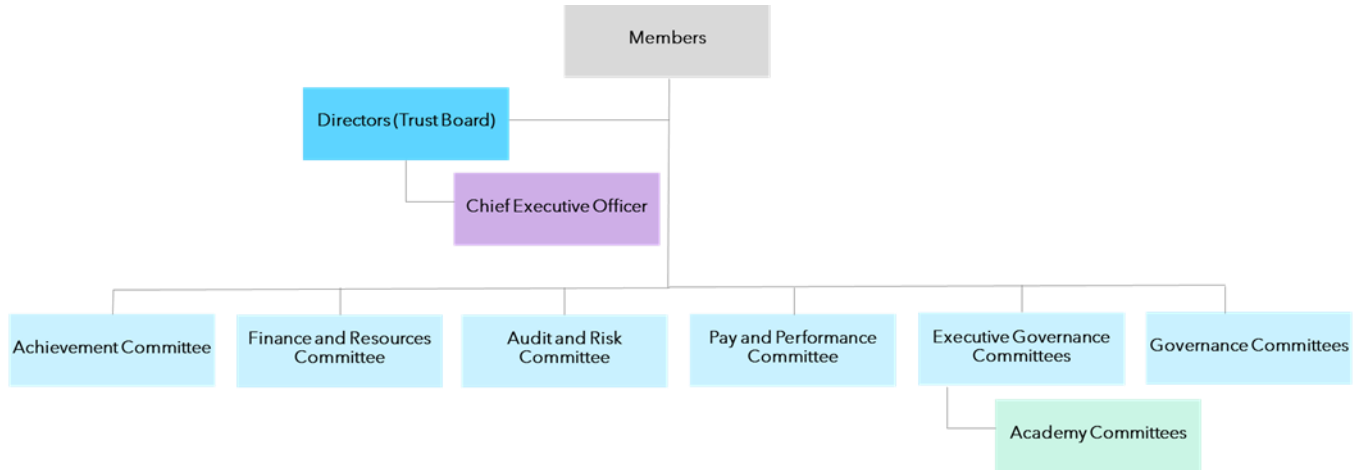 Members
Directors (Trust Board)
Chief Executive Officer
Achievement Committee
Finance and Resources
Committee
Audit and Risk
Committee
Pay and Performance
Committee
Executive Governance
Committees
Governance Committees
Academy Committees